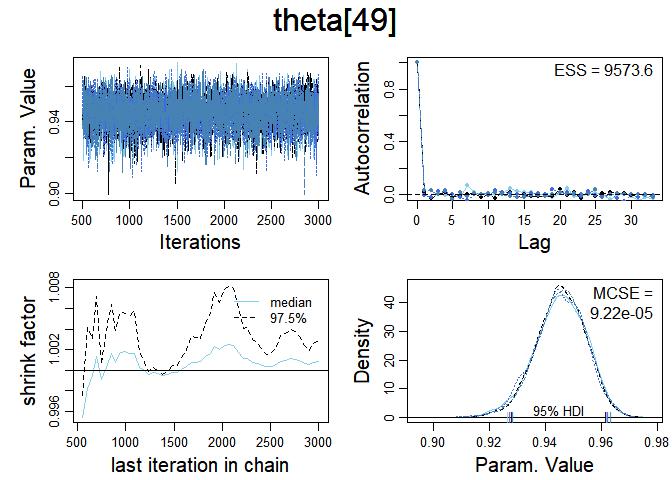 theta[49]
Param. Value
0.90
0.94
500
1000
1500
2000
2500
3000
Iterations
Autocorrelation
0.0
0.4
0.8
ESS = 9573.6
0
5
10
15
20
25
30
Lag
shrink factor
0.996
1.002
1.008
median
97.5%
500
1000
1500
2000
2500
3000
last iteration in chain
Density
0
10
20
30
40
MCSE =
9.22e-05
95% HDI
0.90
0.92
0.94
0.96
0.98
Param. Value